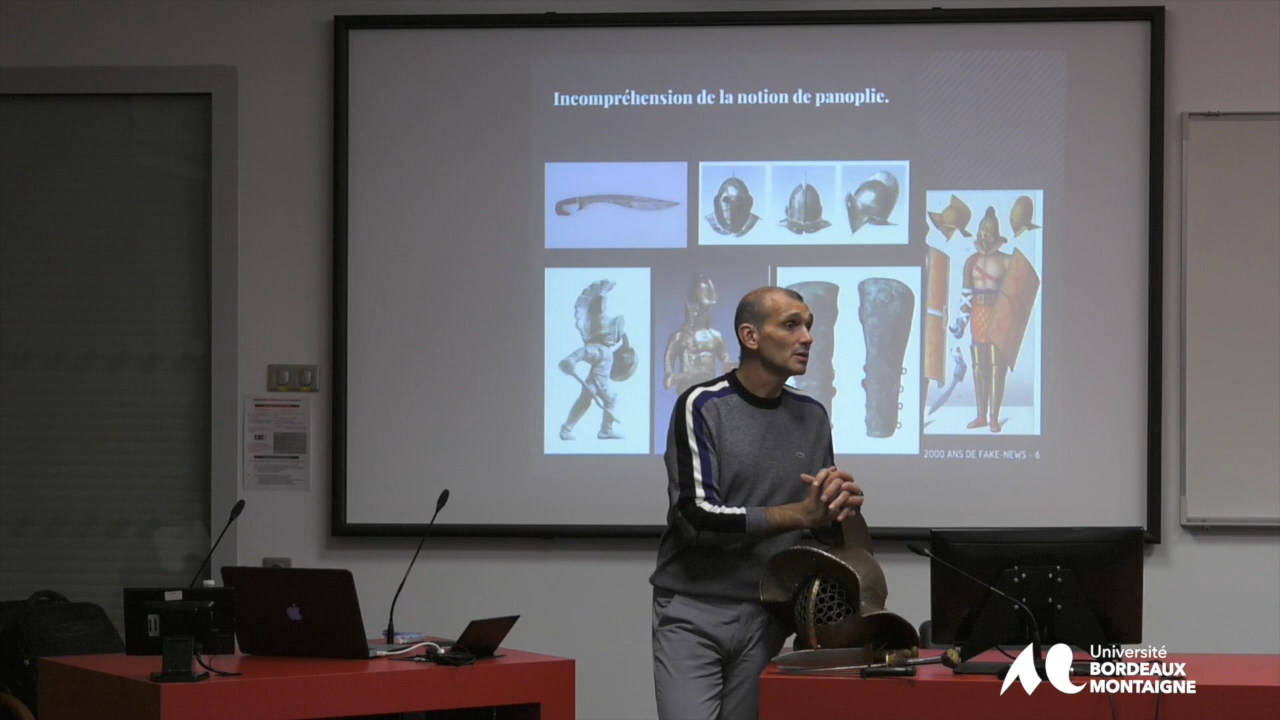 Incompréhension de la notion de panoplie.
2000 ANS DE FAKE-NEWS - 6
Université
BORDEAUX
MONTAIGNE